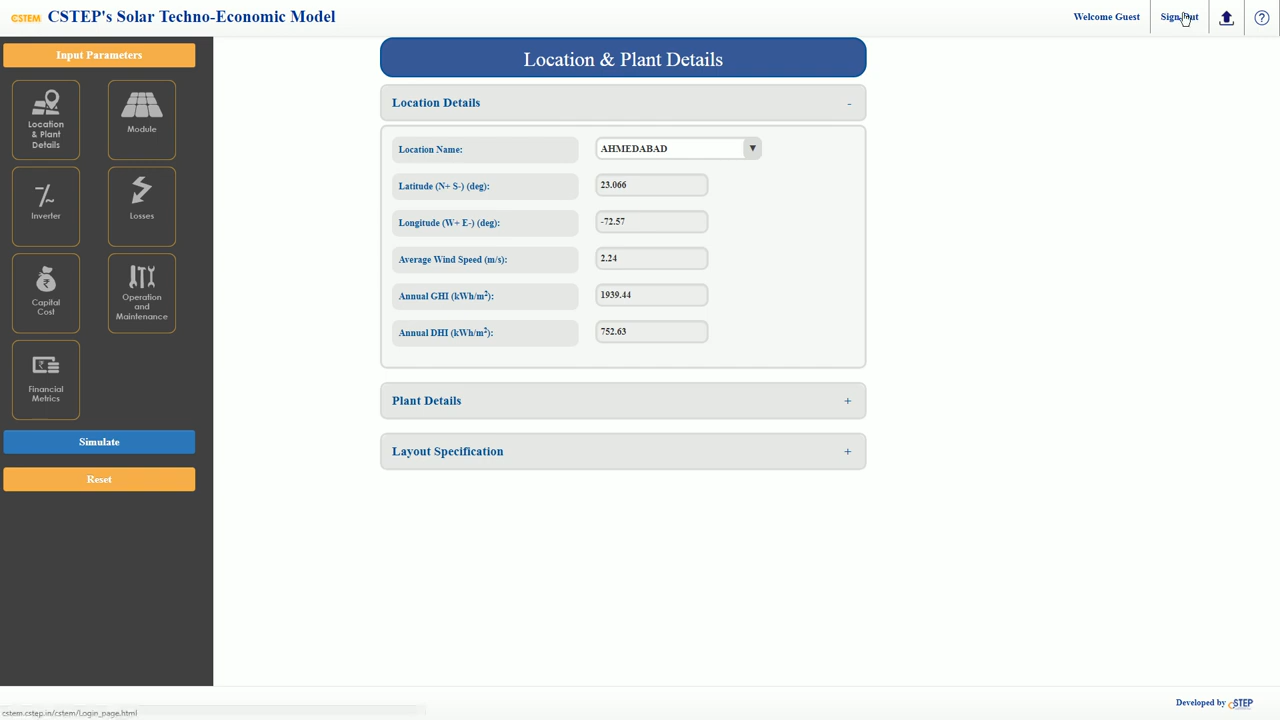 CSTEM CSTEP's Solar Techno-Economic Model
Welcome Guest
Sign Out
Input Parameters
Location
& Plant
Details
Module
Inverter
Losses
Capital
Cost
Operation
and
Maintenance
Financial
Metrics
Simulate
Reset
Location & Plant Details
Location Details -
Location Name: AHMEDABAD
Latitude (N+ S-) (deg): 23.066
Longitude (W+ E-) (deg): -72.57
Average Wind Speed (m/s): 2.24
Annual GHI (kWh/m²): 1939.44
Annual DHI (kWh/m²): 752.63
Plant Details +
Layout Specification +
Developed by CSTEP
cstem.cstep.in/cstem/Login_page.html